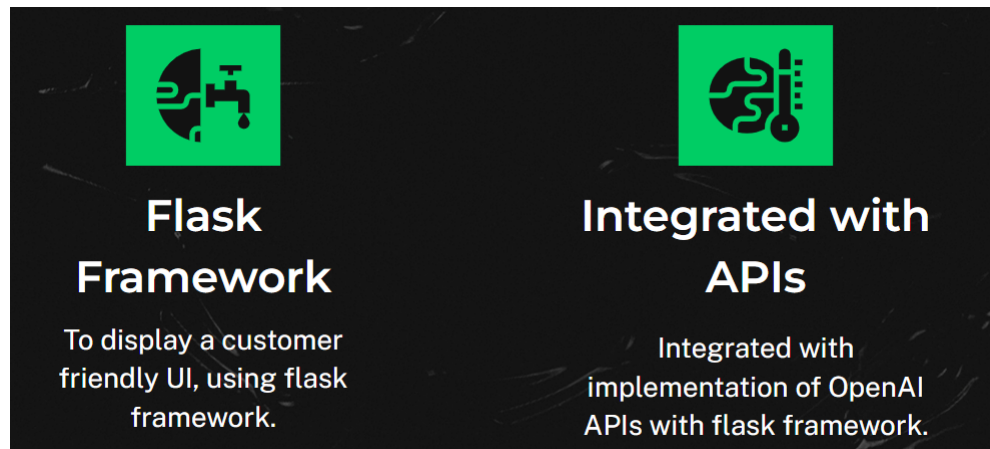 Flask
Framework
To display a customer
friendly UI, using flask
framework.
Integrated with
APIs
Integrated with
implementation of OpenAI
APIs with flask framework.